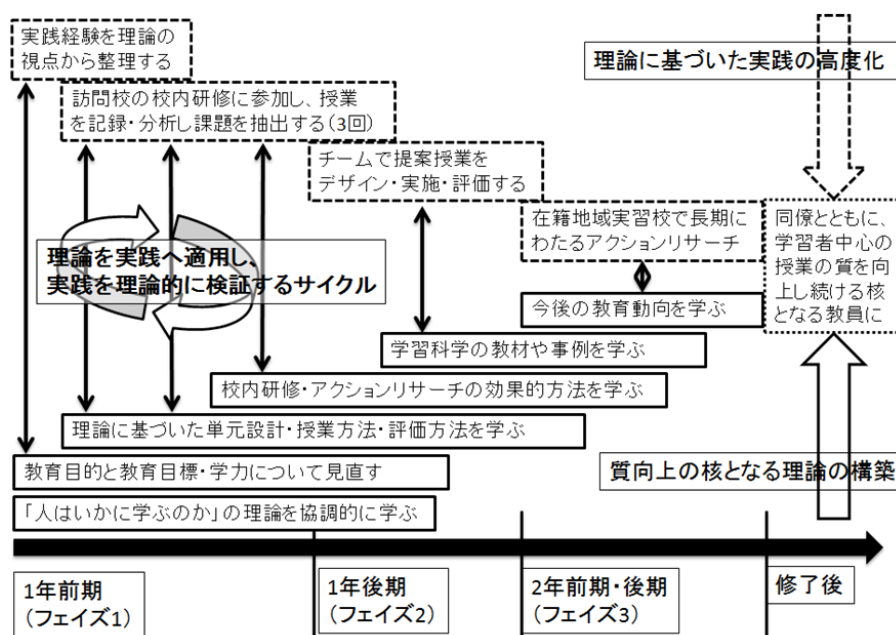 実践経験を理論の
視点から整理する
理論に基づいた実践の高度化
訪問校の校内研修に参加し、授業
を記録・分析し課題を抽出する(3回)
チームで提案授業を
デザイン・実施・評価する
在籍地域実習校で長期に
わたるアクションリサーチ
同僚とともに、
学習者中心の
授業の質を向
上し続ける核
となる教員に
理論を実践へ適用し、
実践を理論的に検証するサイクル
今後の教育動向を学ぶ
学習科学の教材や事例を学ぶ
校内研修・アクションリサーチの効果的方法を学ぶ
理論に基づいた単元設計・授業方法・評価方法を学ぶ
教育目的と教育目標・学力について見直す
質向上の核となる理論の構築
「人はいかに学ぶのか」の理論を協調的に学ぶ
1年前期
(フェイズ1)
1年後期
(フェイズ2)
2年前期・後期
(フェイズ3)
修了後